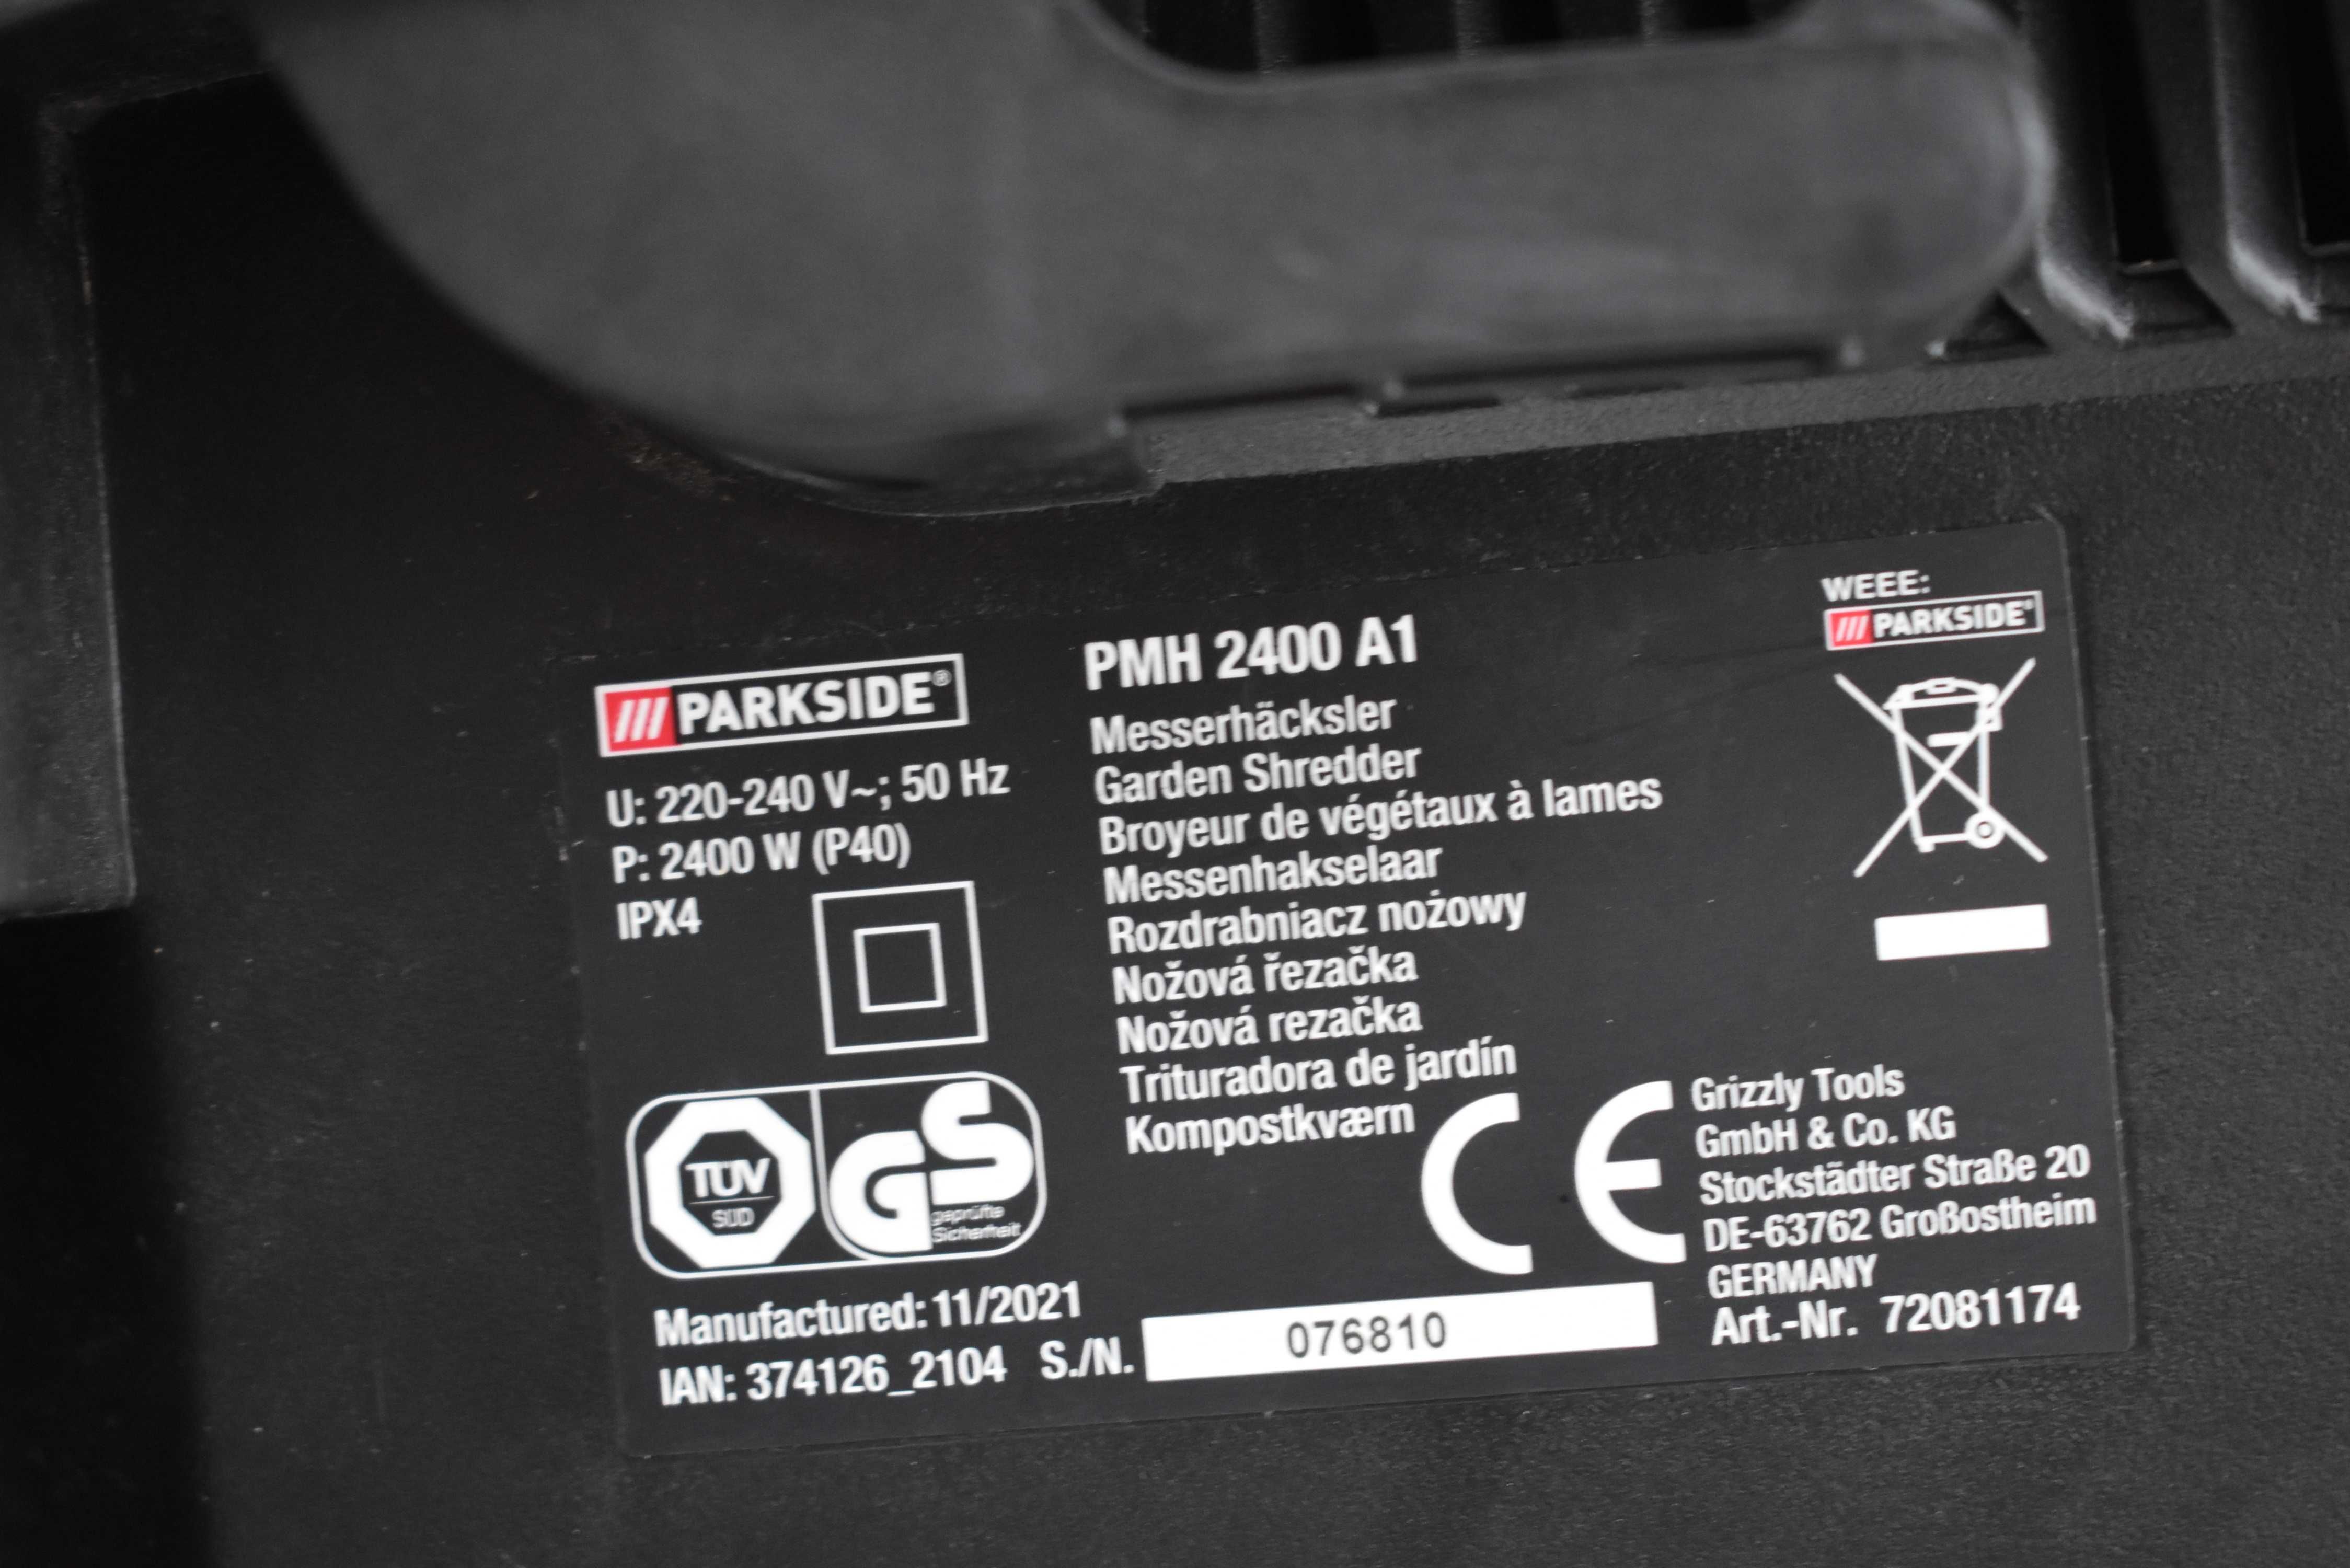 PARKSIDE®
U: 220-240 V~; 50 Hz
P: 2400 W (P40)
IPX4
TÜV
SÜD
GS
geprüfte
Sicherheit
Manufactured: 11/2021
IAN: 374126_2104 S./N. 076810
PMH 2400 A1
Messerhäcksler
Garden Shredder
Broyeur de végétaux à lames
Messenhakselaar
Rozdrabniacz nożowy
Nožová řezačka
Nožová rezačka
Trituradora de jardín
Kompostkværn
CE
WEEE:
PARKSIDE®
Grizzly Tools
GmbH & Co. KG
Stockstädter Straße 20
DE-63762 Großostheim
GERMANY
Art.-Nr. 72081174